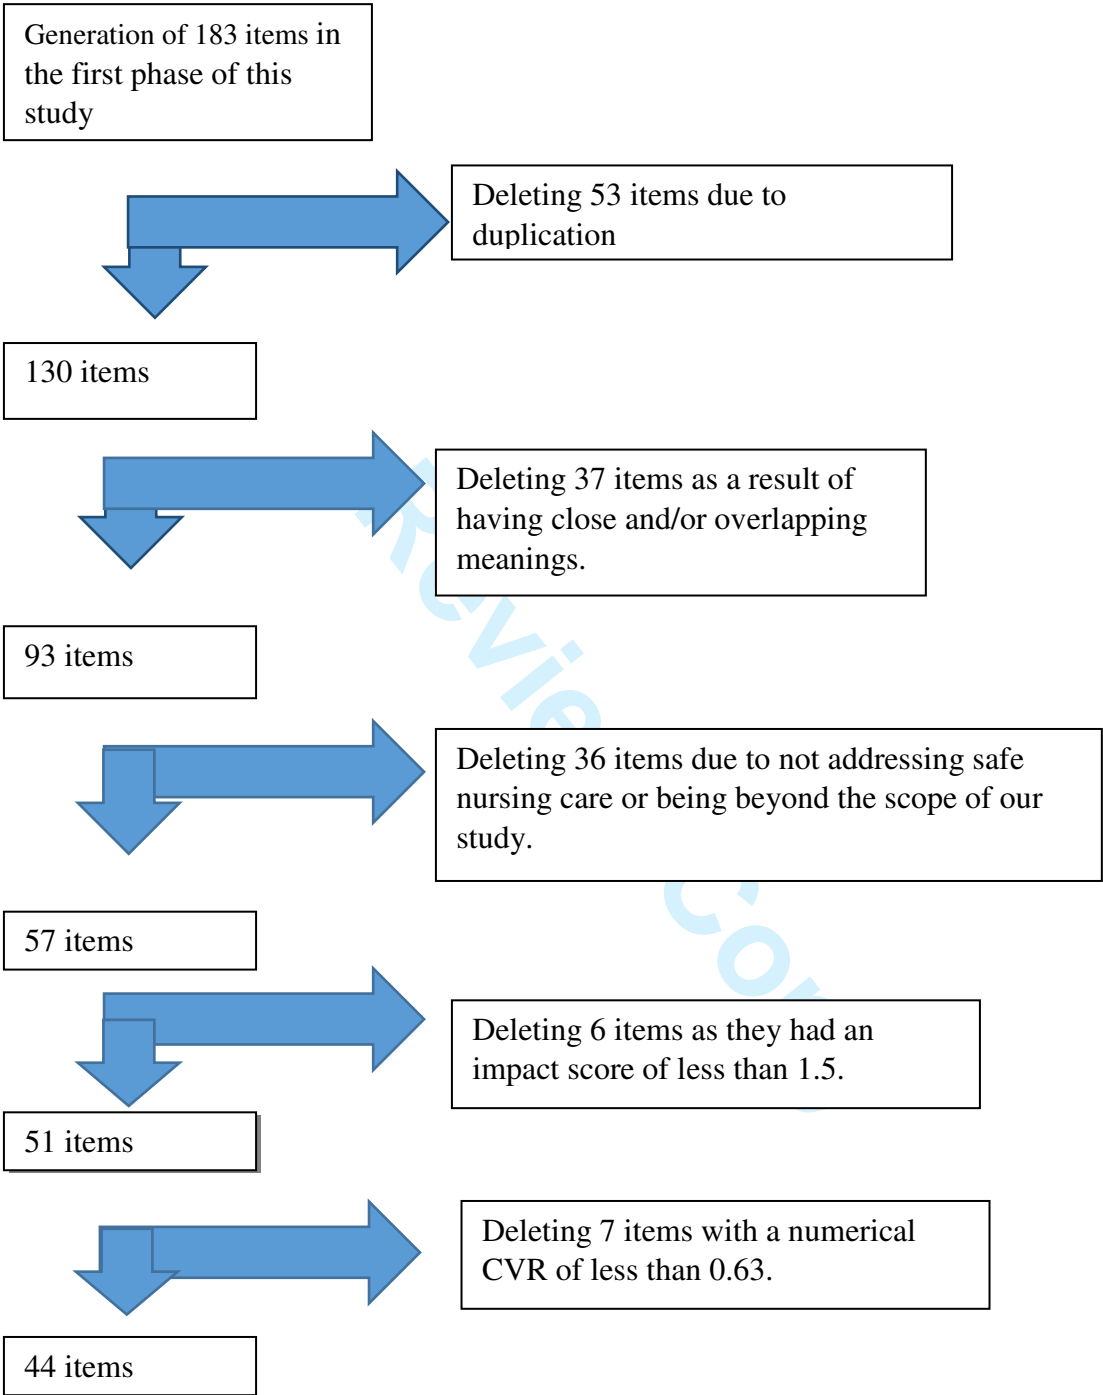 Generation of 183 items in
the first phase of this
study
Deleting 53 items due to
duplication
130 items
Deleting 37 items as a result of
having close and/or overlapping
meanings.
93 items
Deleting 36 items due to not addressing safe
nursing care or being beyond the scope of our
study.
57 items
Deleting 6 items as they had an
impact score of less than 1.5.
51 items
Deleting 7 items with a numerical
CVR of less than 0.63.
44 items